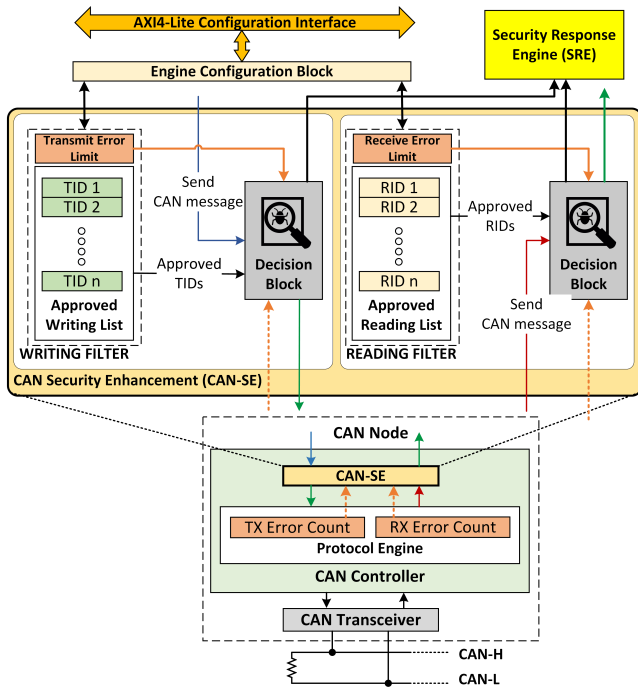 AXI4-Lite Configuration Interface
Engine Configuration Block
Security Response
Engine (SRE)
Transmit Error
Limit
TID 1
TID 2
TID n
Approved
Writing List
WRITING FILTER
Send
CAN message
Approved
TIDs
Decision
Block
Receive Error
Limit
RID 1
RID 2
RID n
Approved
Reading List
READING FILTER
Approved
RIDs
Send
CAN message
Decision
Block
CAN Security Enhancement (CAN-SE)
CAN Node
CAN-SE
TX Error Count
RX Error Count
Protocol Engine
CAN Controller
CAN Transceiver
CAN-H
CAN-L